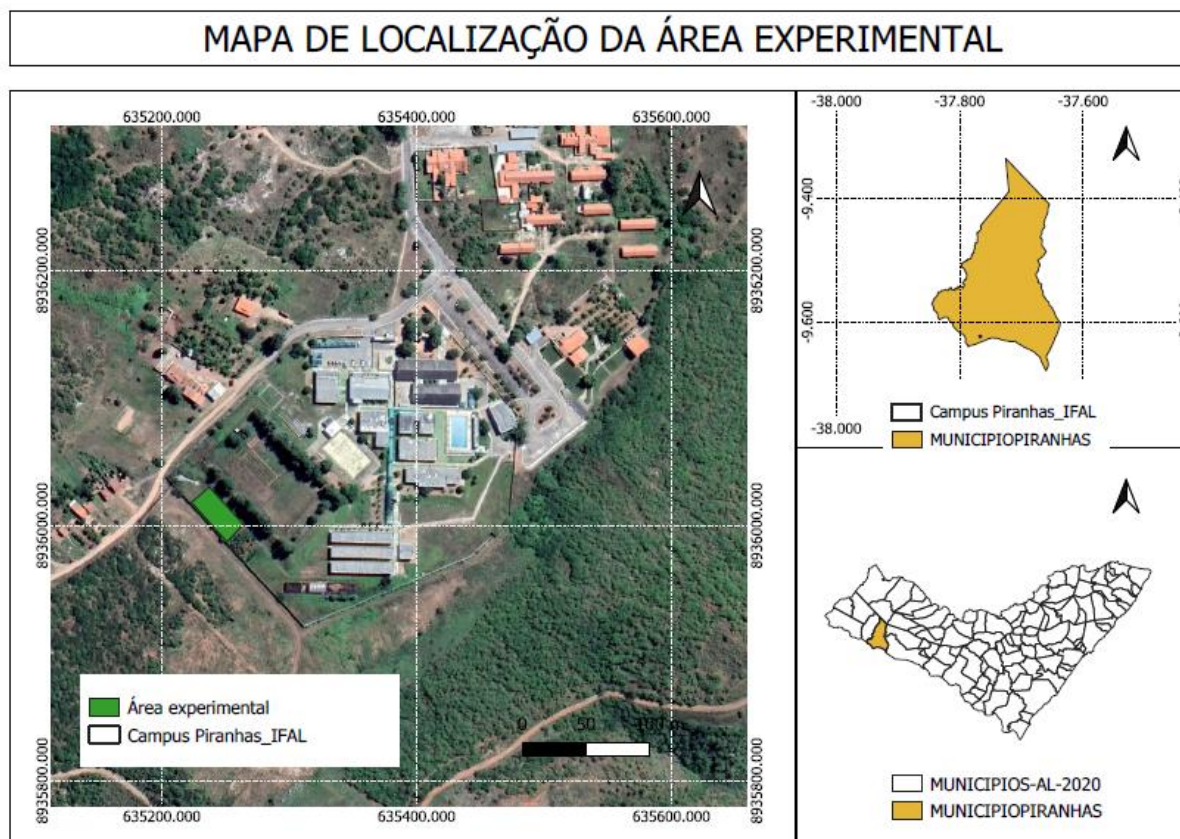 MAPA DE LOCALIZAÇÃO DA ÁREA EXPERIMENTAL
635200.000 635400.000 635600.000
8936200.000 8936200.000
8936000.000 8936000.000
8935800.000 8935800.000
Área experimental
Campus Piranhas_IFAL
0 50 100 m
635200.000 635400.000 635600.000
-38.000 -37.800 -37.600
-9.400
-9.600
-38.000
Campus Piranhas_IFAL
MUNICIPIOPIRANHAS
MUNICIPIOS-AL-2020
MUNICIPIOPIRANHAS